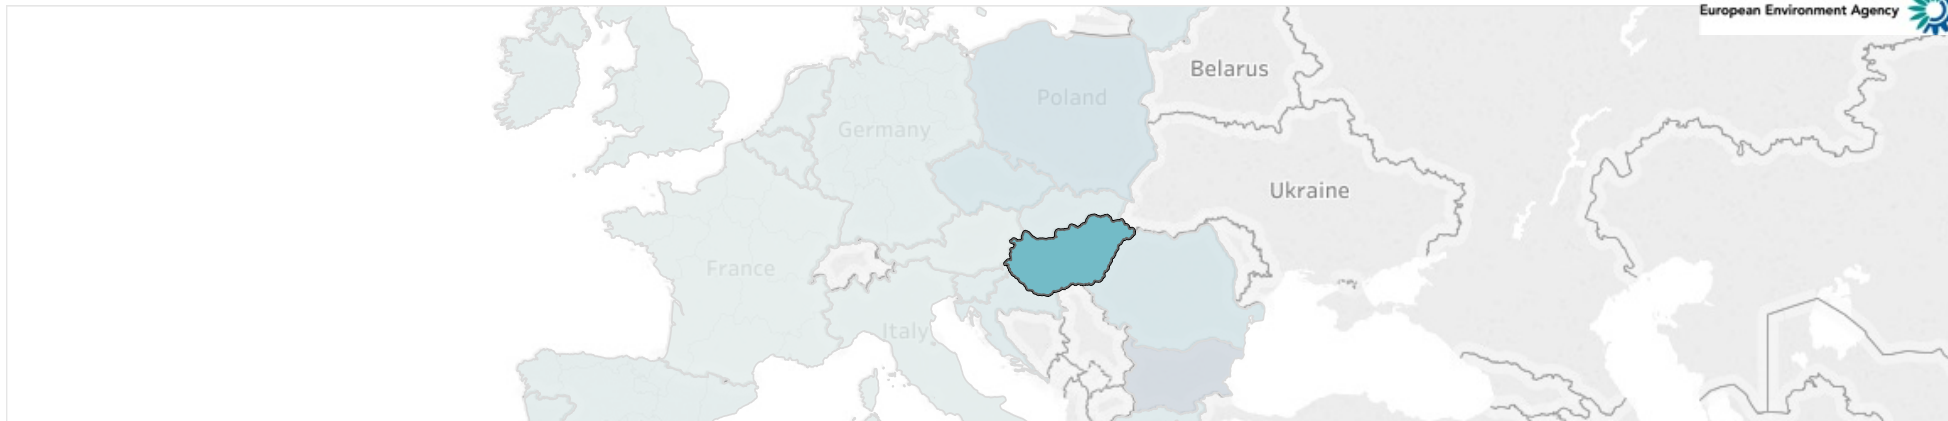 European Environment Agency
Belarus
Poland
Germany
Ukraine
France
Italy